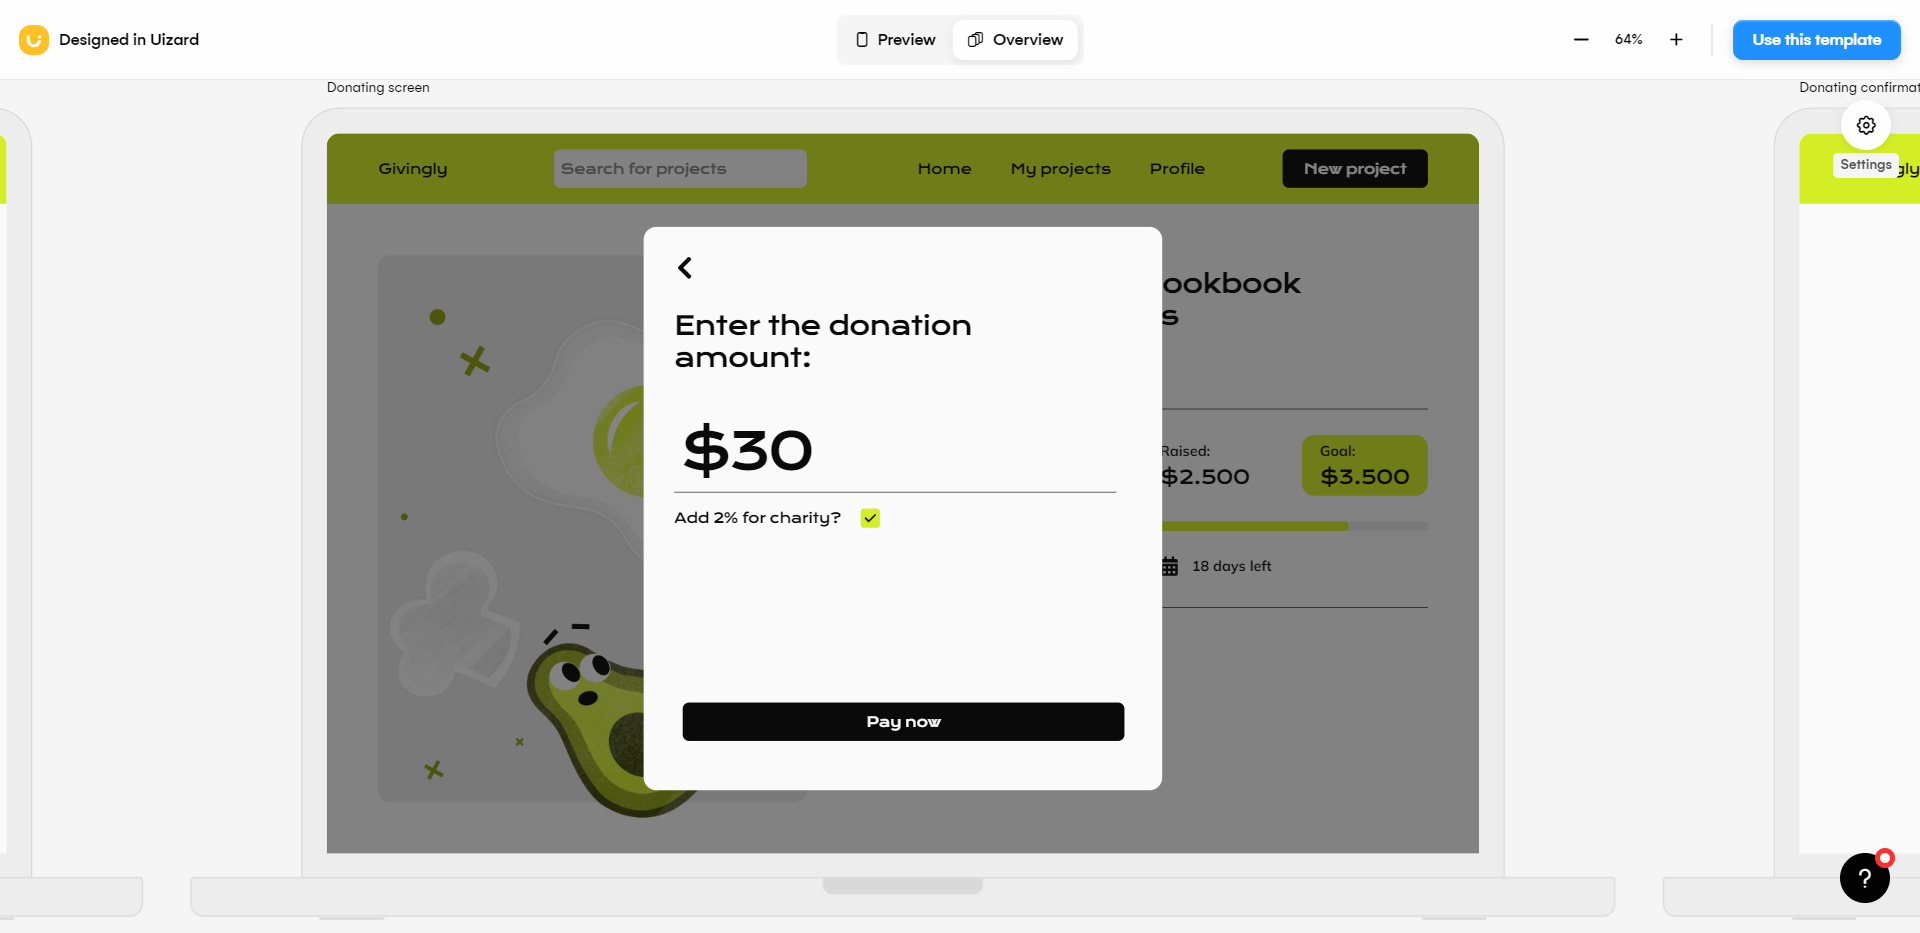 Designed in Uizard
Preview
Overview
64%
Use this template
Donating screen
Donating confirmat
Settings
Givingly
Search for projects
Home
My projects
Profile
New project
gly
ookbook
s
Enter the donation
amount:
$30
Add 2% for charity?
Pay now
Raised:
$2.500
Goal:
$3.500
18 days left
?